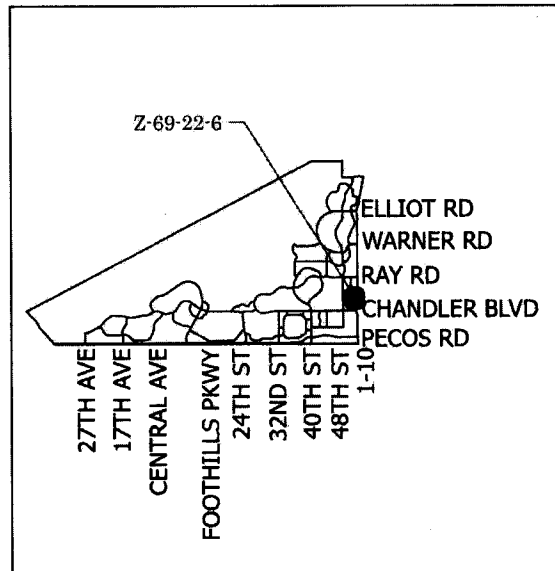 Z-69-22-6
ELLIOT RD
WARNER RD
RAY RD
CHANDLER BLVD
PECOS RD
27TH AVE
17TH AVE
CENTRAL AVE
FOOTHILLS PKWY
24TH ST
32ND ST
40TH ST
48TH ST
1-10